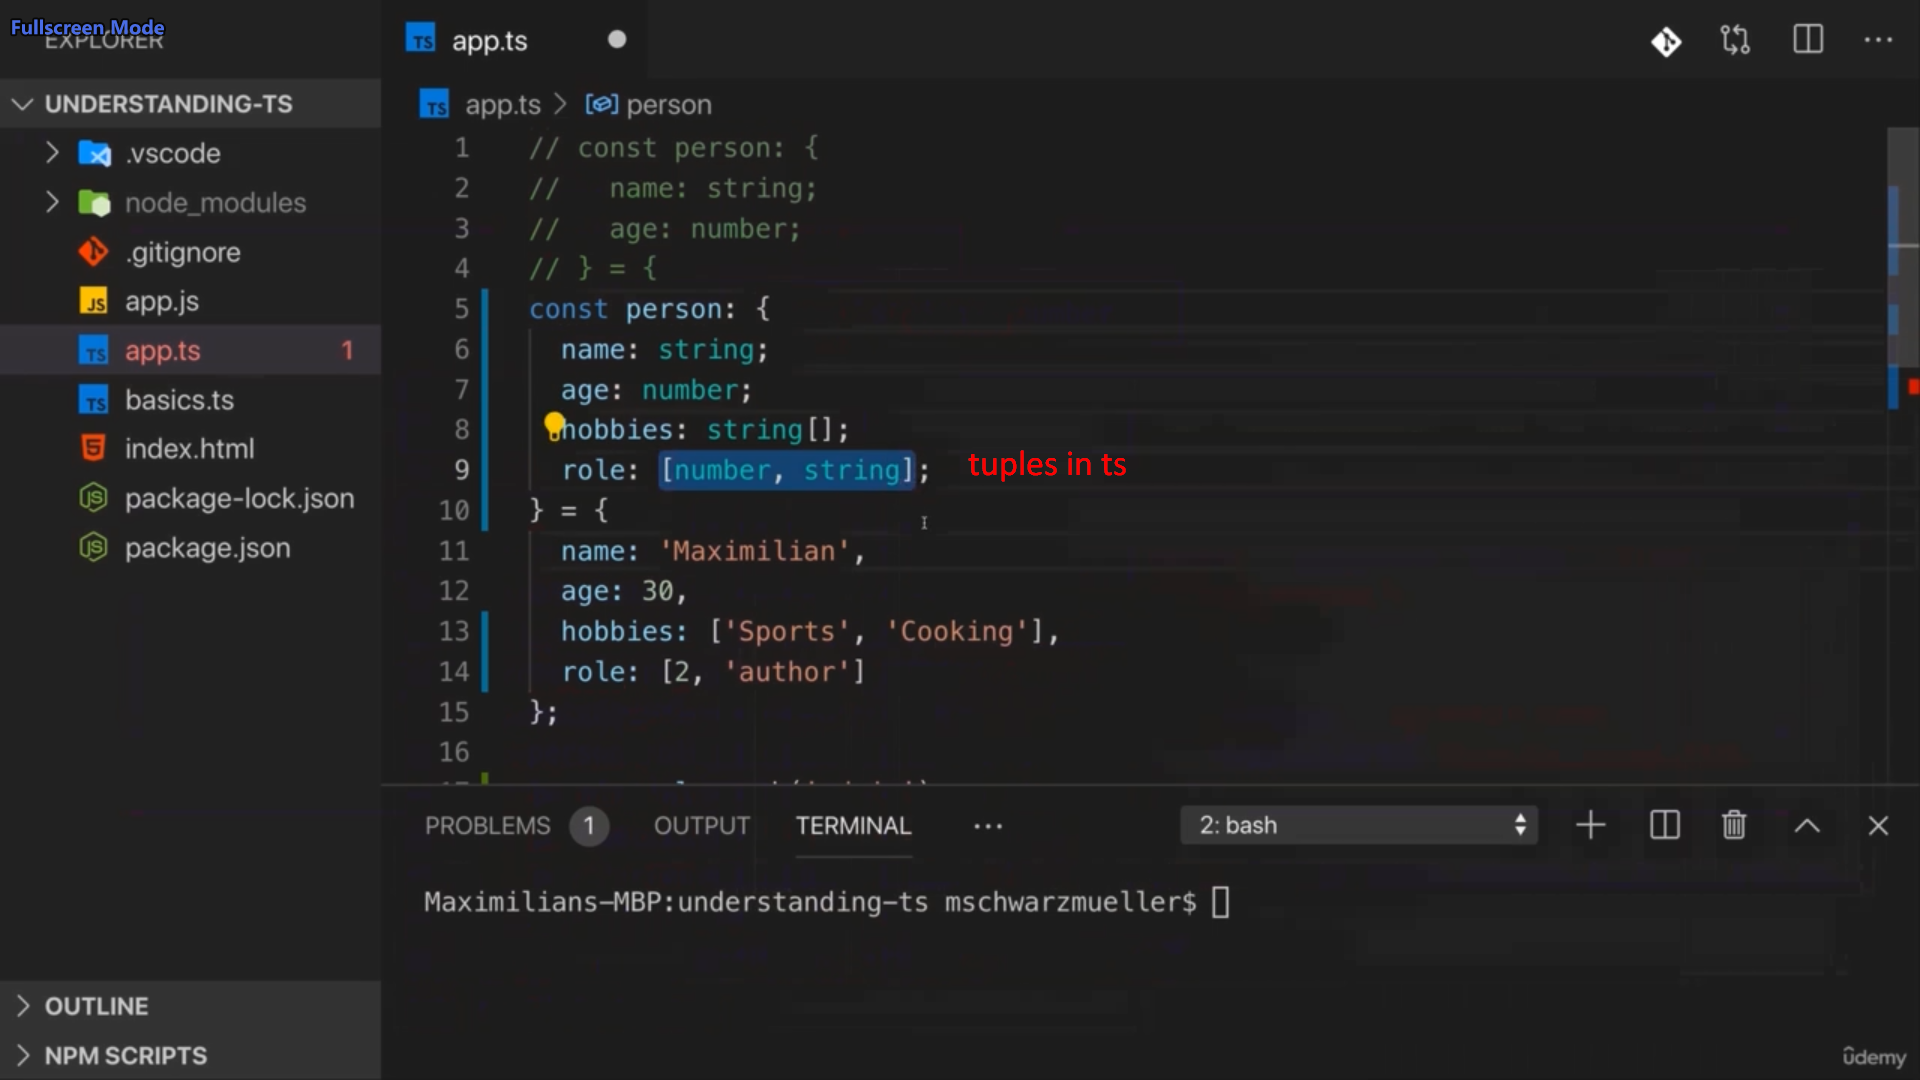 Fullscreen Mode
EXPLORER
UNDERSTANDING-TS
.vscode
node_modules
.gitignore
app.js
app.ts 1
basics.ts
index.html
package-lock.json
package.json
OUTLINE
NPM SCRIPTS
TS app.ts
TS app.ts > person
1 // const person: {
2 //   name: string;
3 //   age: number;
4 // } = {
5 const person: {
6   name: string;
7   age: number;
8   hobbies: string[];
9   role: [number, string]; tuples in ts
10 } = {
11   name: 'Maximilian',
12   age: 30,
13   hobbies: ['Sports', 'Cooking'],
14   role: [2, 'author']
15 };
16
PROBLEMS 1 OUTPUT TERMINAL ... 2: bash
Maximilians-MBP:understanding-ts mschwarzmueller$
ûdemy